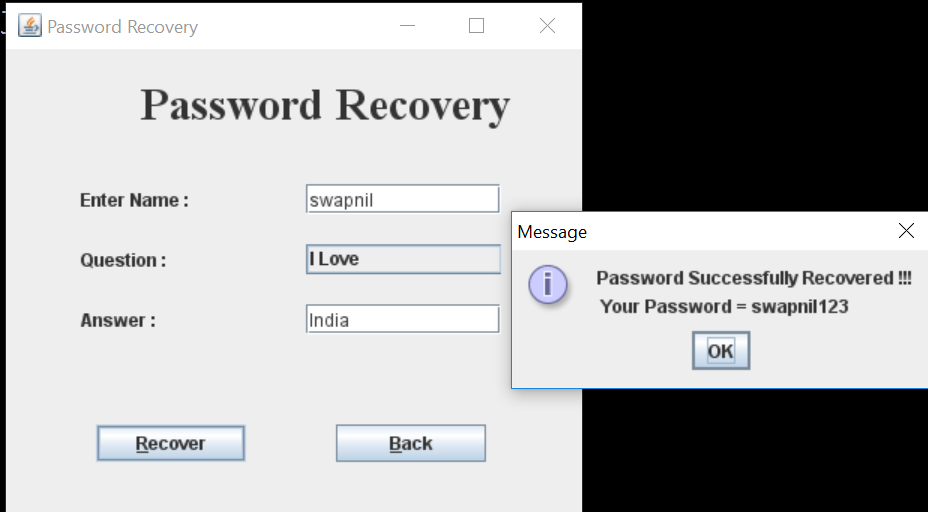 Password Recovery
Password Recovery
Enter Name : swapnil
Question : I Love
Answer : India
Recover Back
Message
Password Successfully Recovered !!!
Your Password = swapnil123
OK